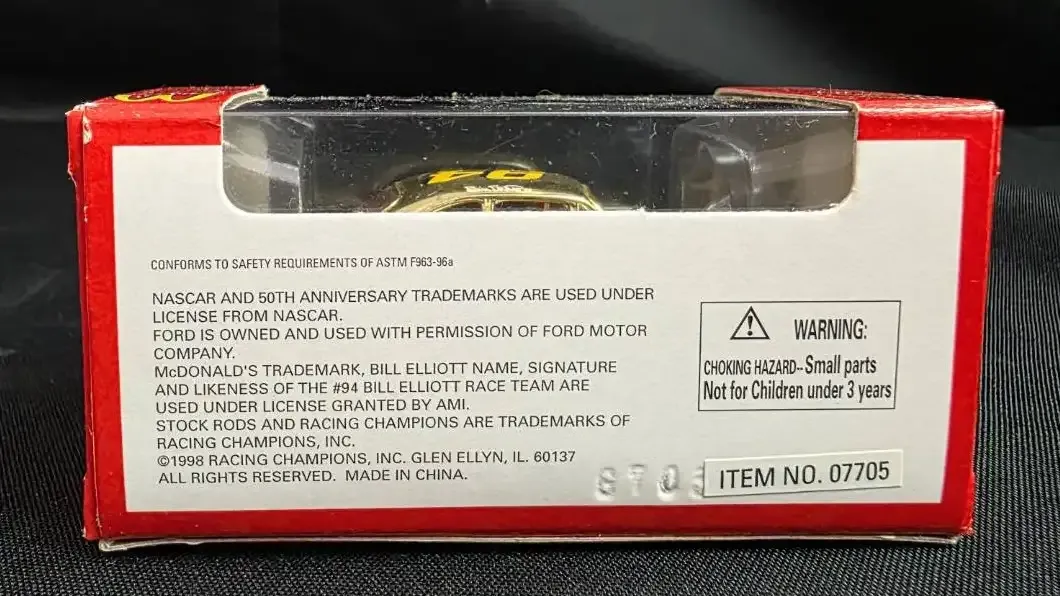 94
CONFORMS TO SAFETY REQUIREMENTS OF ASTM F963-96a
NASCAR AND 50TH ANNIVERSARY TRADEMARKS ARE USED UNDER
LICENSE FROM NASCAR.
FORD IS OWNED AND USED WITH PERMISSION OF FORD MOTOR
COMPANY.
McDONALD'S TRADEMARK, BILL ELLIOTT NAME, SIGNATURE
AND LIKENESS OF THE #94 BILL ELLIOTT RACE TEAM ARE
USED UNDER LICENSE GRANTED BY AMI.
STOCK RODS AND RACING CHAMPIONS ARE TRADEMARKS OF
RACING CHAMPIONS, INC.
©1998 RACING CHAMPIONS, INC. GLEN ELLYN, IL. 60137
ALL RIGHTS RESERVED. MADE IN CHINA.
WARNING:
CHOKING HAZARD--Small parts
Not for Children under 3 years
ITEM NO. 07705